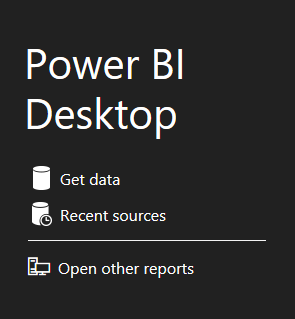 Power BI
Desktop
Get data
Recent sources
Open other reports